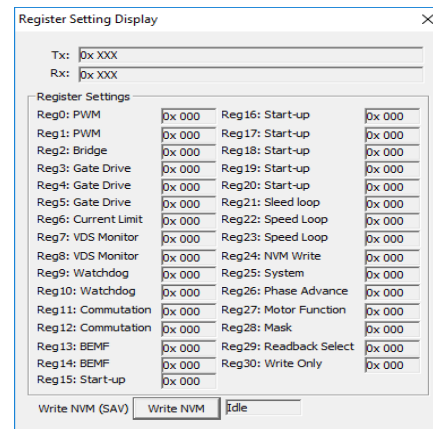 Register Setting Display
Tx: 0x XXX
Rx: 0x XXX
Register Settings
Reg0: PWM 0x 000
Reg1: PWM 0x 000
Reg2: Bridge 0x 000
Reg3: Gate Drive 0x 000
Reg4: Gate Drive 0x 000
Reg5: Gate Drive 0x 000
Reg6: Current Limit 0x 000
Reg7: VDS Monitor 0x 000
Reg8: VDS Monitor 0x 000
Reg9: Watchdog 0x 000
Reg10: Watchdog 0x 000
Reg11: Commutation 0x 000
Reg12: Commutation 0x 000
Reg13: BEMF 0x 000
Reg14: BEMF 0x 000
Reg15: Start-up 0x 000
Reg16: Start-up 0x 000
Reg17: Start-up 0x 000
Reg18: Start-up 0x 000
Reg19: Start-up 0x 000
Reg20: Start-up 0x 000
Reg21: Sleed loop 0x 000
Reg22: Speed Loop 0x 000
Reg23: Speed Loop 0x 000
Reg24: NVM Write 0x 000
Reg25: System 0x 000
Reg26: Phase Advance 0x 000
Reg27: Motor Function 0x 000
Reg28: Mask 0x 000
Reg29: Readback Select 0x 000
Reg30: Write Only 0x 000
Write NVM (SAV) Write NVM Idle